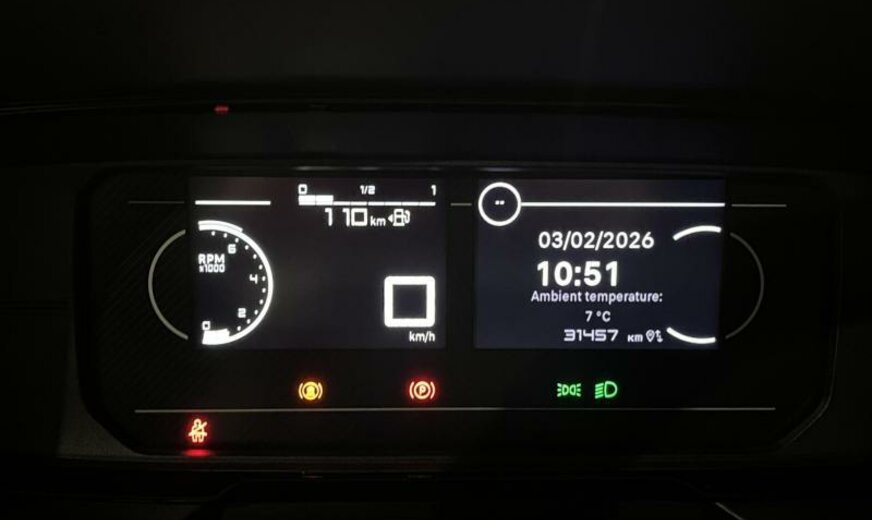 0 1/2 1
110 km
6
RPM
x1000
4
2
0
0
km/h
--
03/02/2026
10:51
Ambient temperature:
7 °C
31457 KM
P